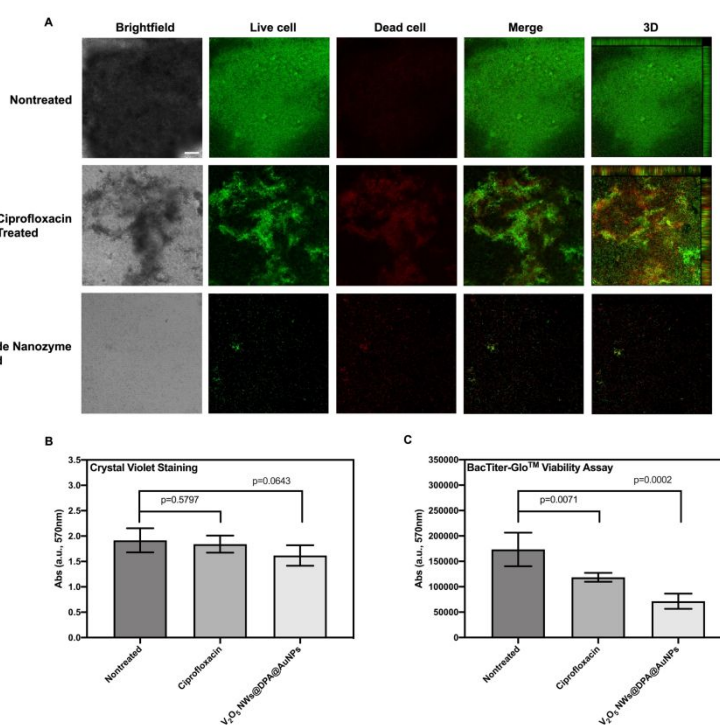 A
Brightfield Live cell Dead cell Merge 3D
Nontreated
Ciprofloxacin
Treated
Nanozyme
B
Crystal Violet Staining
p=0.0643
p=0.5797
Abs (a.u., 570nm)
3.5
3.0
2.5
2.0
1.5
1.0
0.5
0.0
Nontreated
Ciprofloxacin
V₂O₅ NWs@DPA@AuNPs
C
BacTiter-Glo™ Viability Assay
p=0.0002
p=0.0071
Abs (a.u., 570nm)
350000
300000
250000
200000
150000
100000
50000
0
Nontreated
Ciprofloxacin
V₂O₅ NWs@DPA@AuNPs